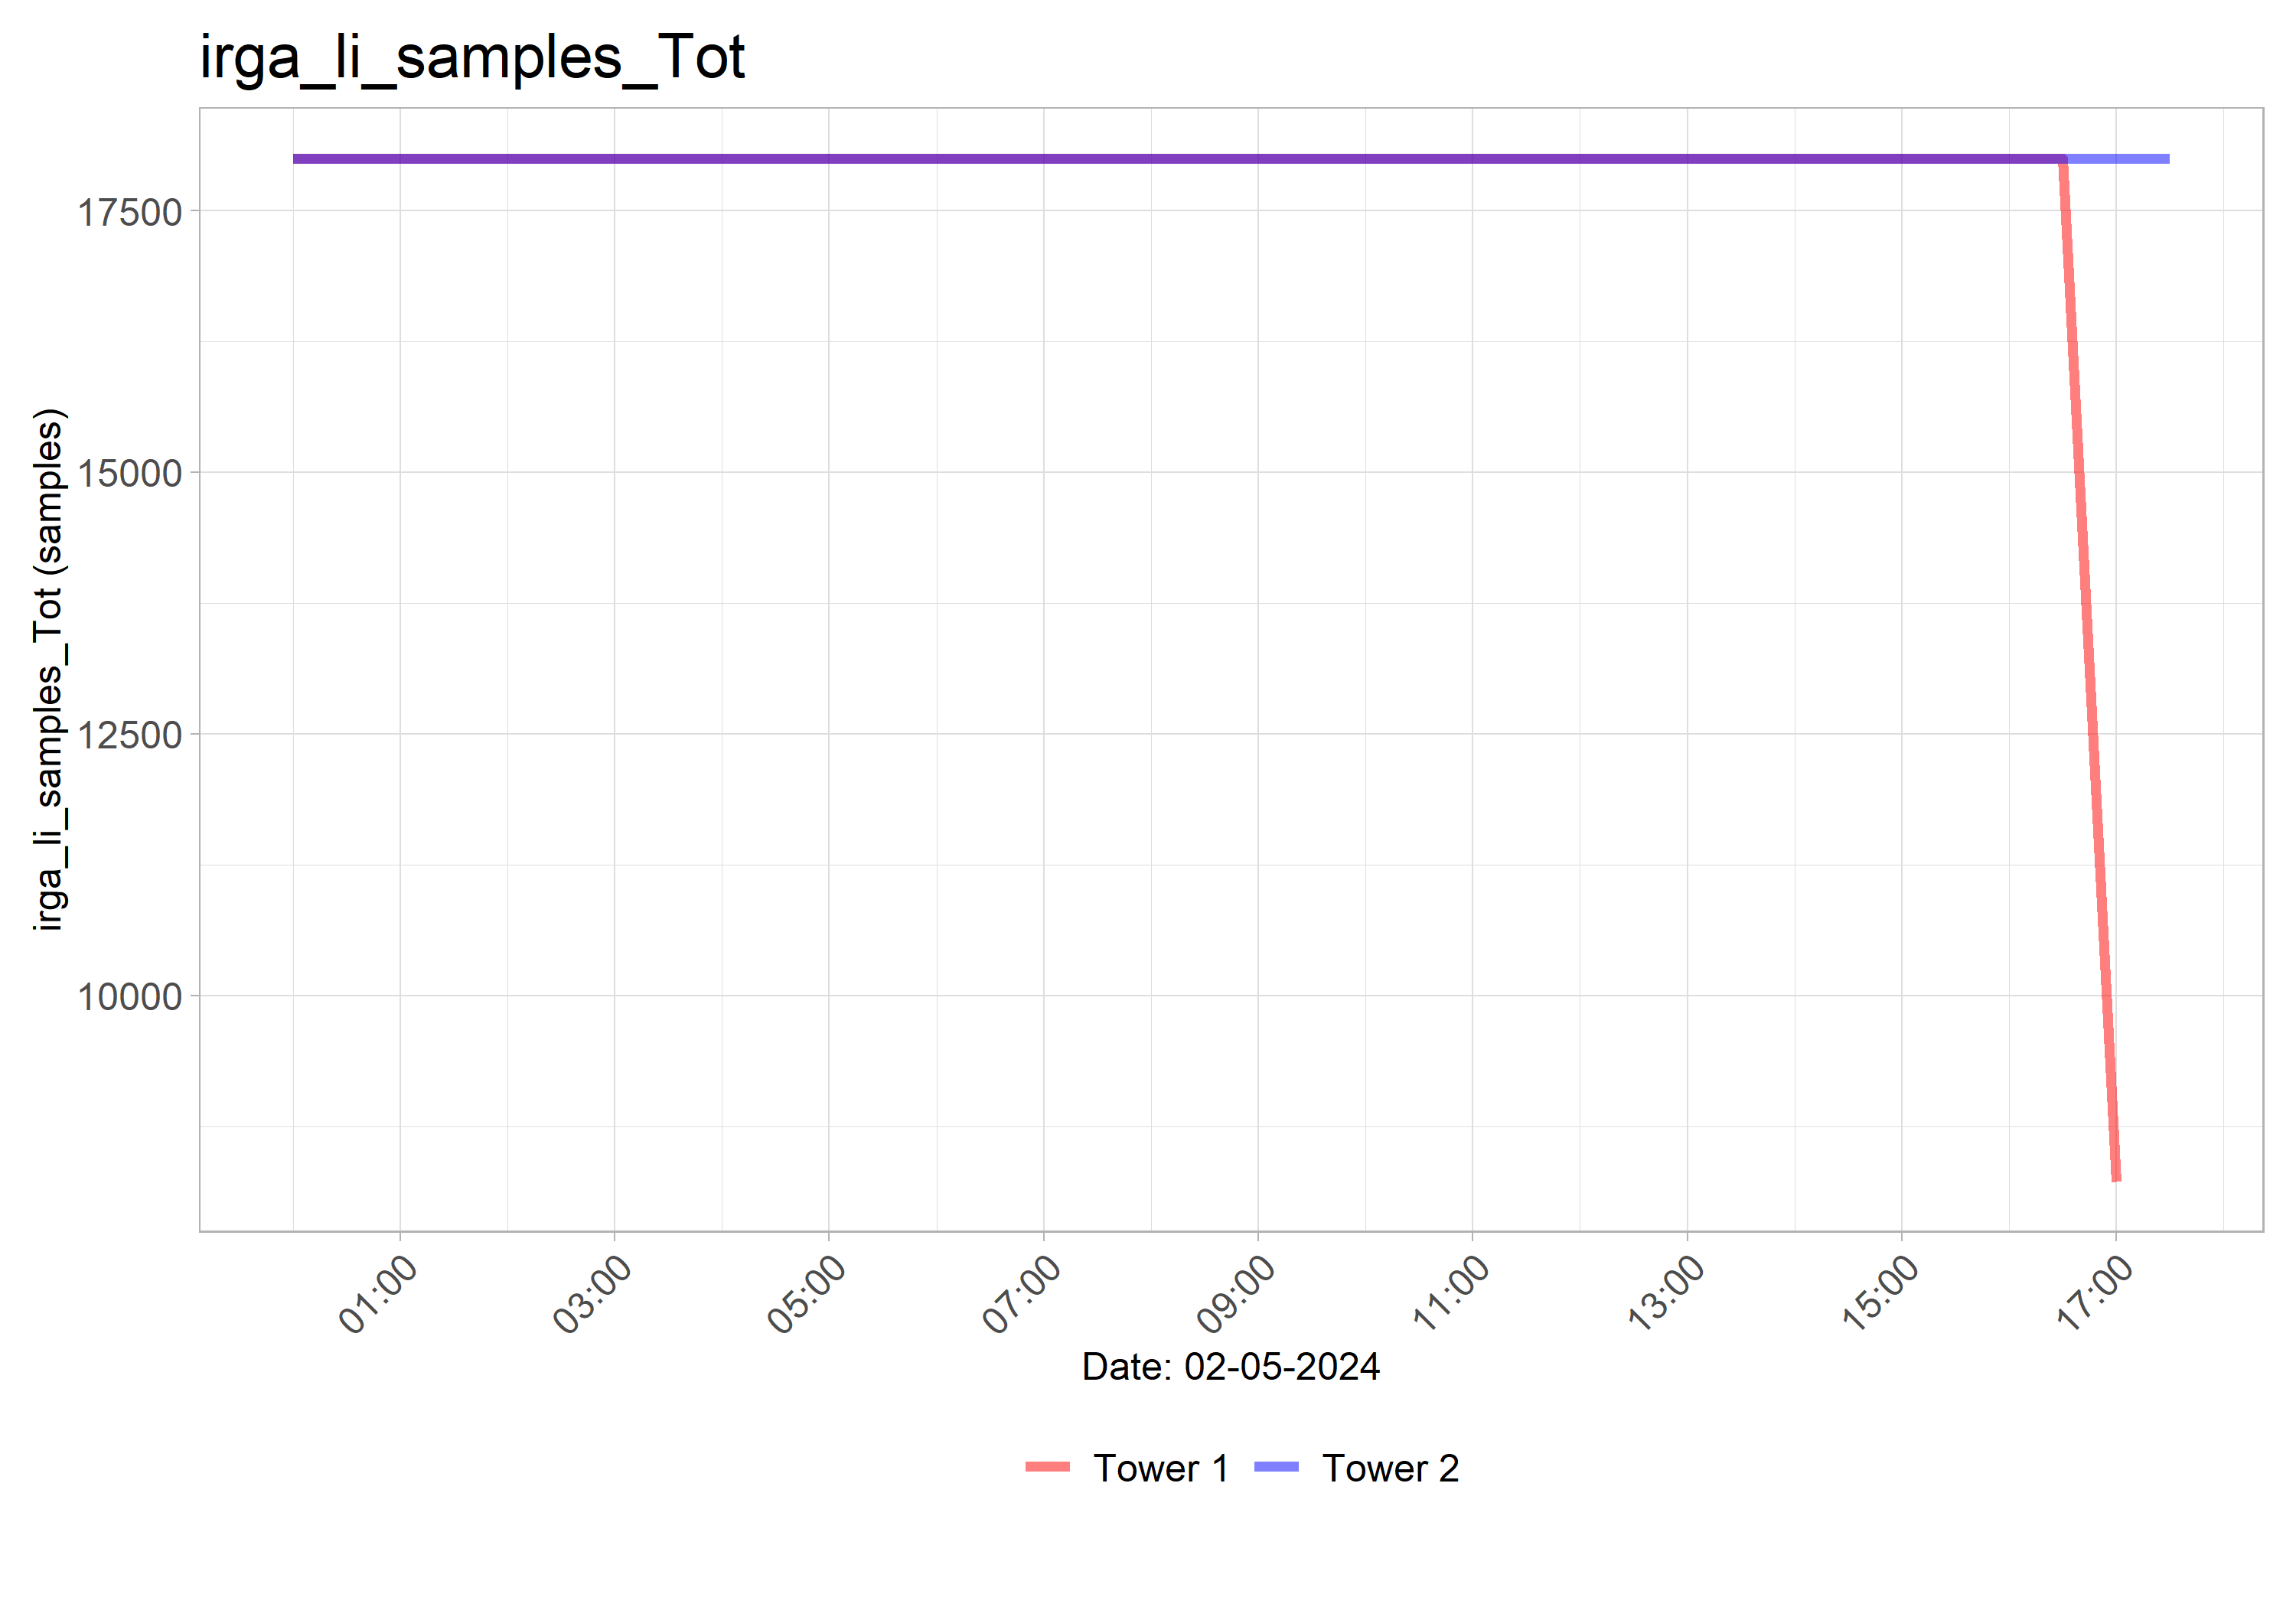 irga_li_samples_Tot
irga_li_samples_Tot (samples)
17500
15000
12500
10000
01:00
03:00
05:00
07:00
09:00
11:00
13:00
15:00
17:00
Date: 02-05-2024
Tower 1
Tower 2